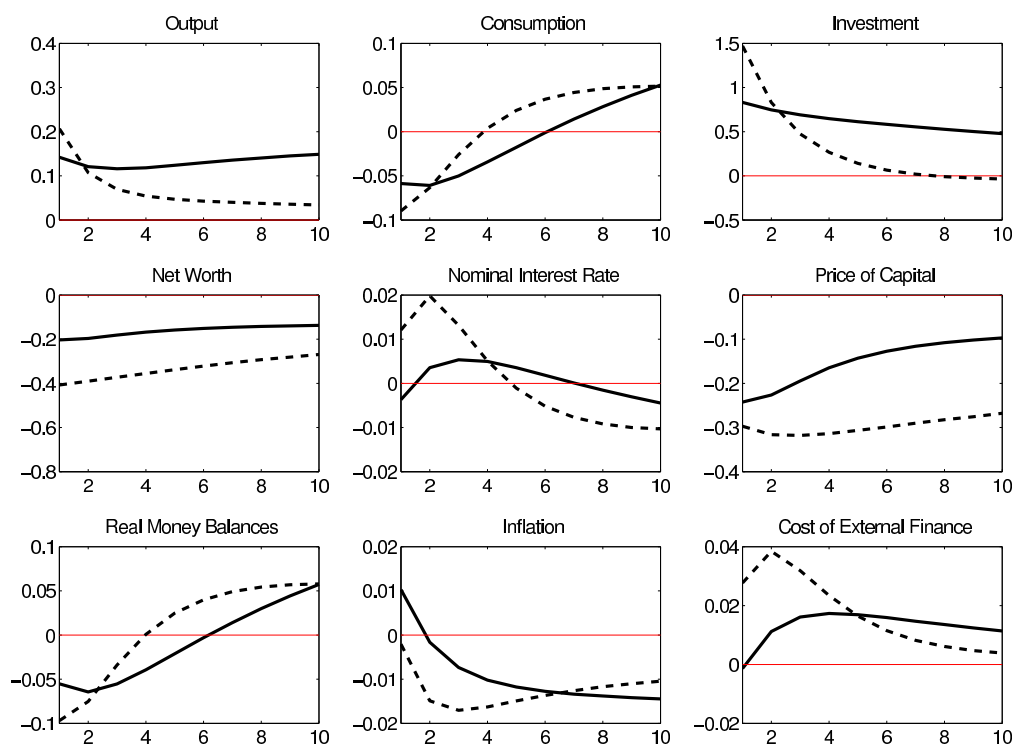 Output
0.4
0.3
0.2
0.1
0
2 4 6 8 10
Consumption
0.1
0.05
0
−0.05
−0.1
2 4 6 8 10
Investment
1.5
1
0.5
0
−0.5
2 4 6 8 10
Net Worth
0
−0.2
−0.4
−0.6
−0.8
2 4 6 8 10
Nominal Interest Rate
0.02
0.01
0
−0.01
−0.02
2 4 6 8 10
Price of Capital
0
−0.1
−0.2
−0.3
−0.4
2 4 6 8 10
Real Money Balances
0.1
0.05
0
−0.05
−0.1
2 4 6 8 10
Inflation
0.02
0.01
0
−0.01
−0.02
2 4 6 8 10
Cost of External Finance
0.04
0.02
0
−0.02
2 4 6 8 10